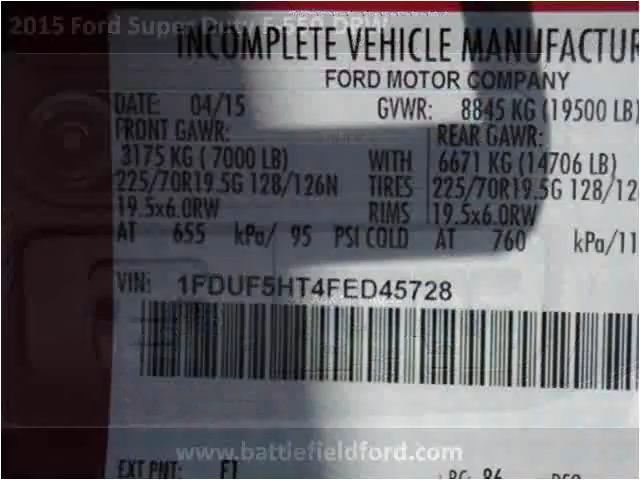 2015 Ford Super Duty F-550 DRW
INCOMPLETE VEHICLE MANUFACTUR
FORD MOTOR COMPANY
DATE: 04/15 GVWR: 8845 KG (19500 LB)
FRONT GAWR: REAR GAWR:
3175 KG ( 7000 LB) WITH 6671 KG (14706 LB)
225/70R19.5G 128/126N TIRES 225/70R19.5G 128/12
19.5x6.0RW RIMS 19.5x6.0RW
AT 655 kPa/ 95 PSI COLD AT 760 kPa/11
VIN: 1FDUF5HT4FED45728
www.battlefieldford.com
EXT PNT: F1 86